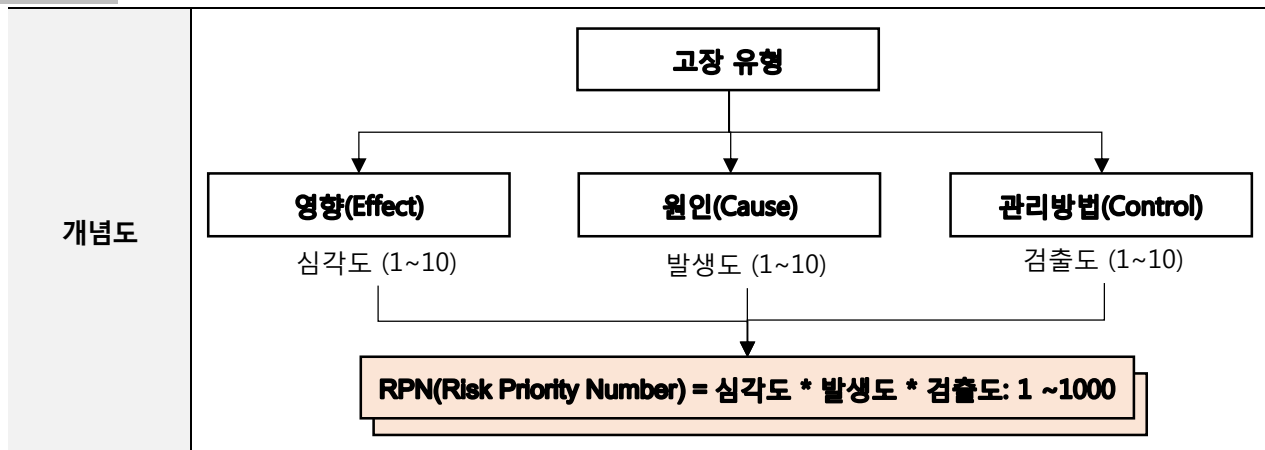 개념도
고장 유형
영향(Effect)
원인(Cause)
관리방법(Control)
심각도 (1~10)
발생도 (1~10)
검출도 (1~10)
RPN(Risk Priority Number) = 심각도 * 발생도 * 검출도: 1 ~1000